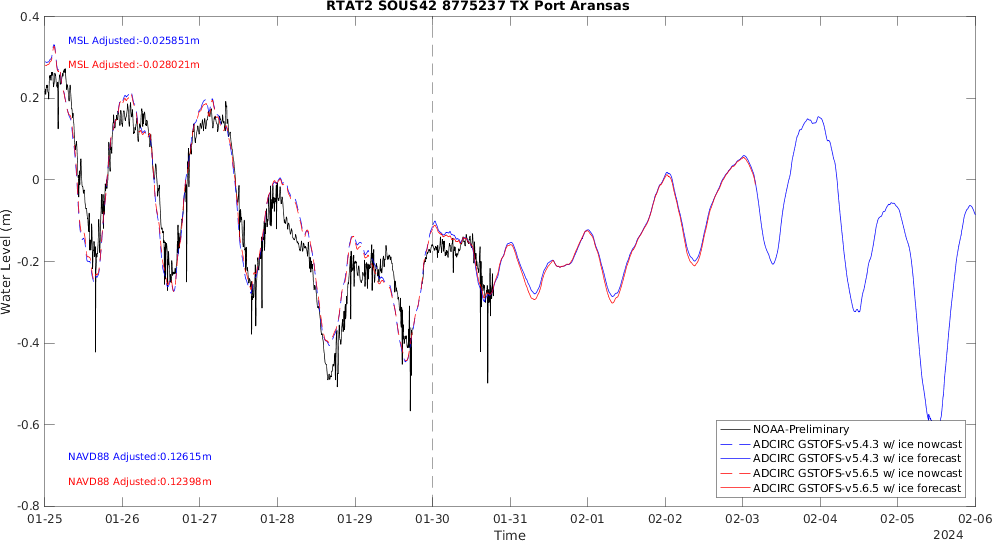 RTAT2 SOUS42 8775237 TX Port Aransas
MSL Adjusted:-0.025851m
MSL Adjusted:-0.028021m
0.4
0.2
0
-0.2
-0.4
-0.6
-0.8
Water Level (m)
NAVD88 Adjusted:0.12615m
NAVD88 Adjusted:0.12398m
NOAA-Preliminary
ADCIRC GSTOFS-v5.4.3 w/ ice nowcast
ADCIRC GSTOFS-v5.4.3 w/ ice forecast
ADCIRC GSTOFS-v5.6.5 w/ ice nowcast
ADCIRC GSTOFS-v5.6.5 w/ ice forecast
01-25 01-26 01-27 01-28 01-29 01-30 01-31 02-01 02-02 02-03 02-04 02-05 02-06
Time
2024